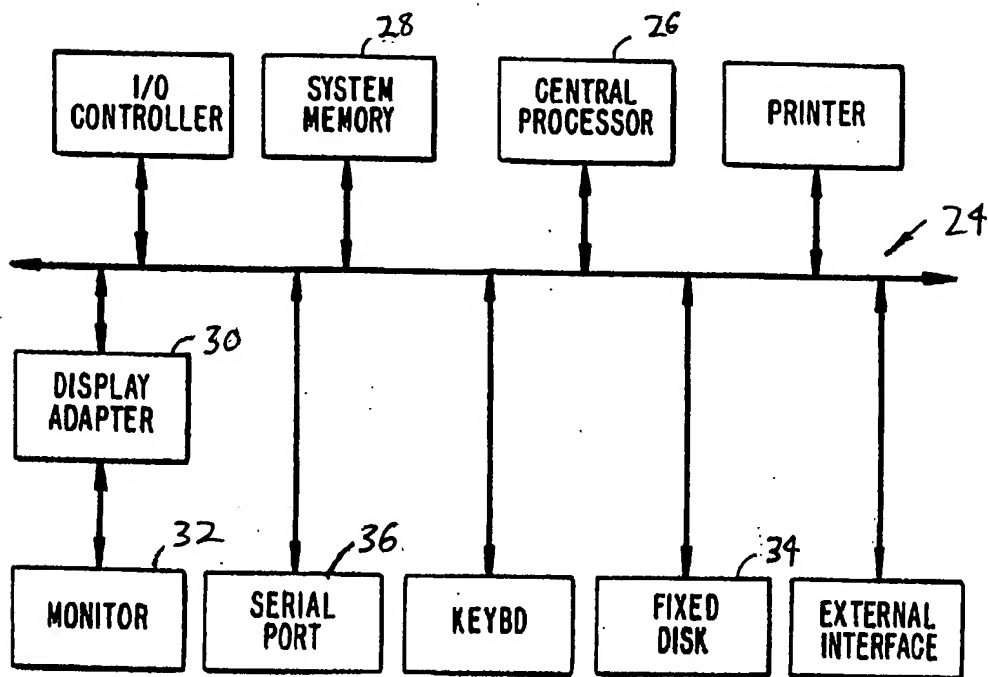 28
26
I/O
CONTROLLER
SYSTEM
MEMORY
CENTRAL
PROCESSOR
PRINTER
24
30
DISPLAY
ADAPTER
32
36
34
MONITOR
SERIAL
PORT
KEYBD
FIXED
DISK
EXTERNAL
INTERFACE